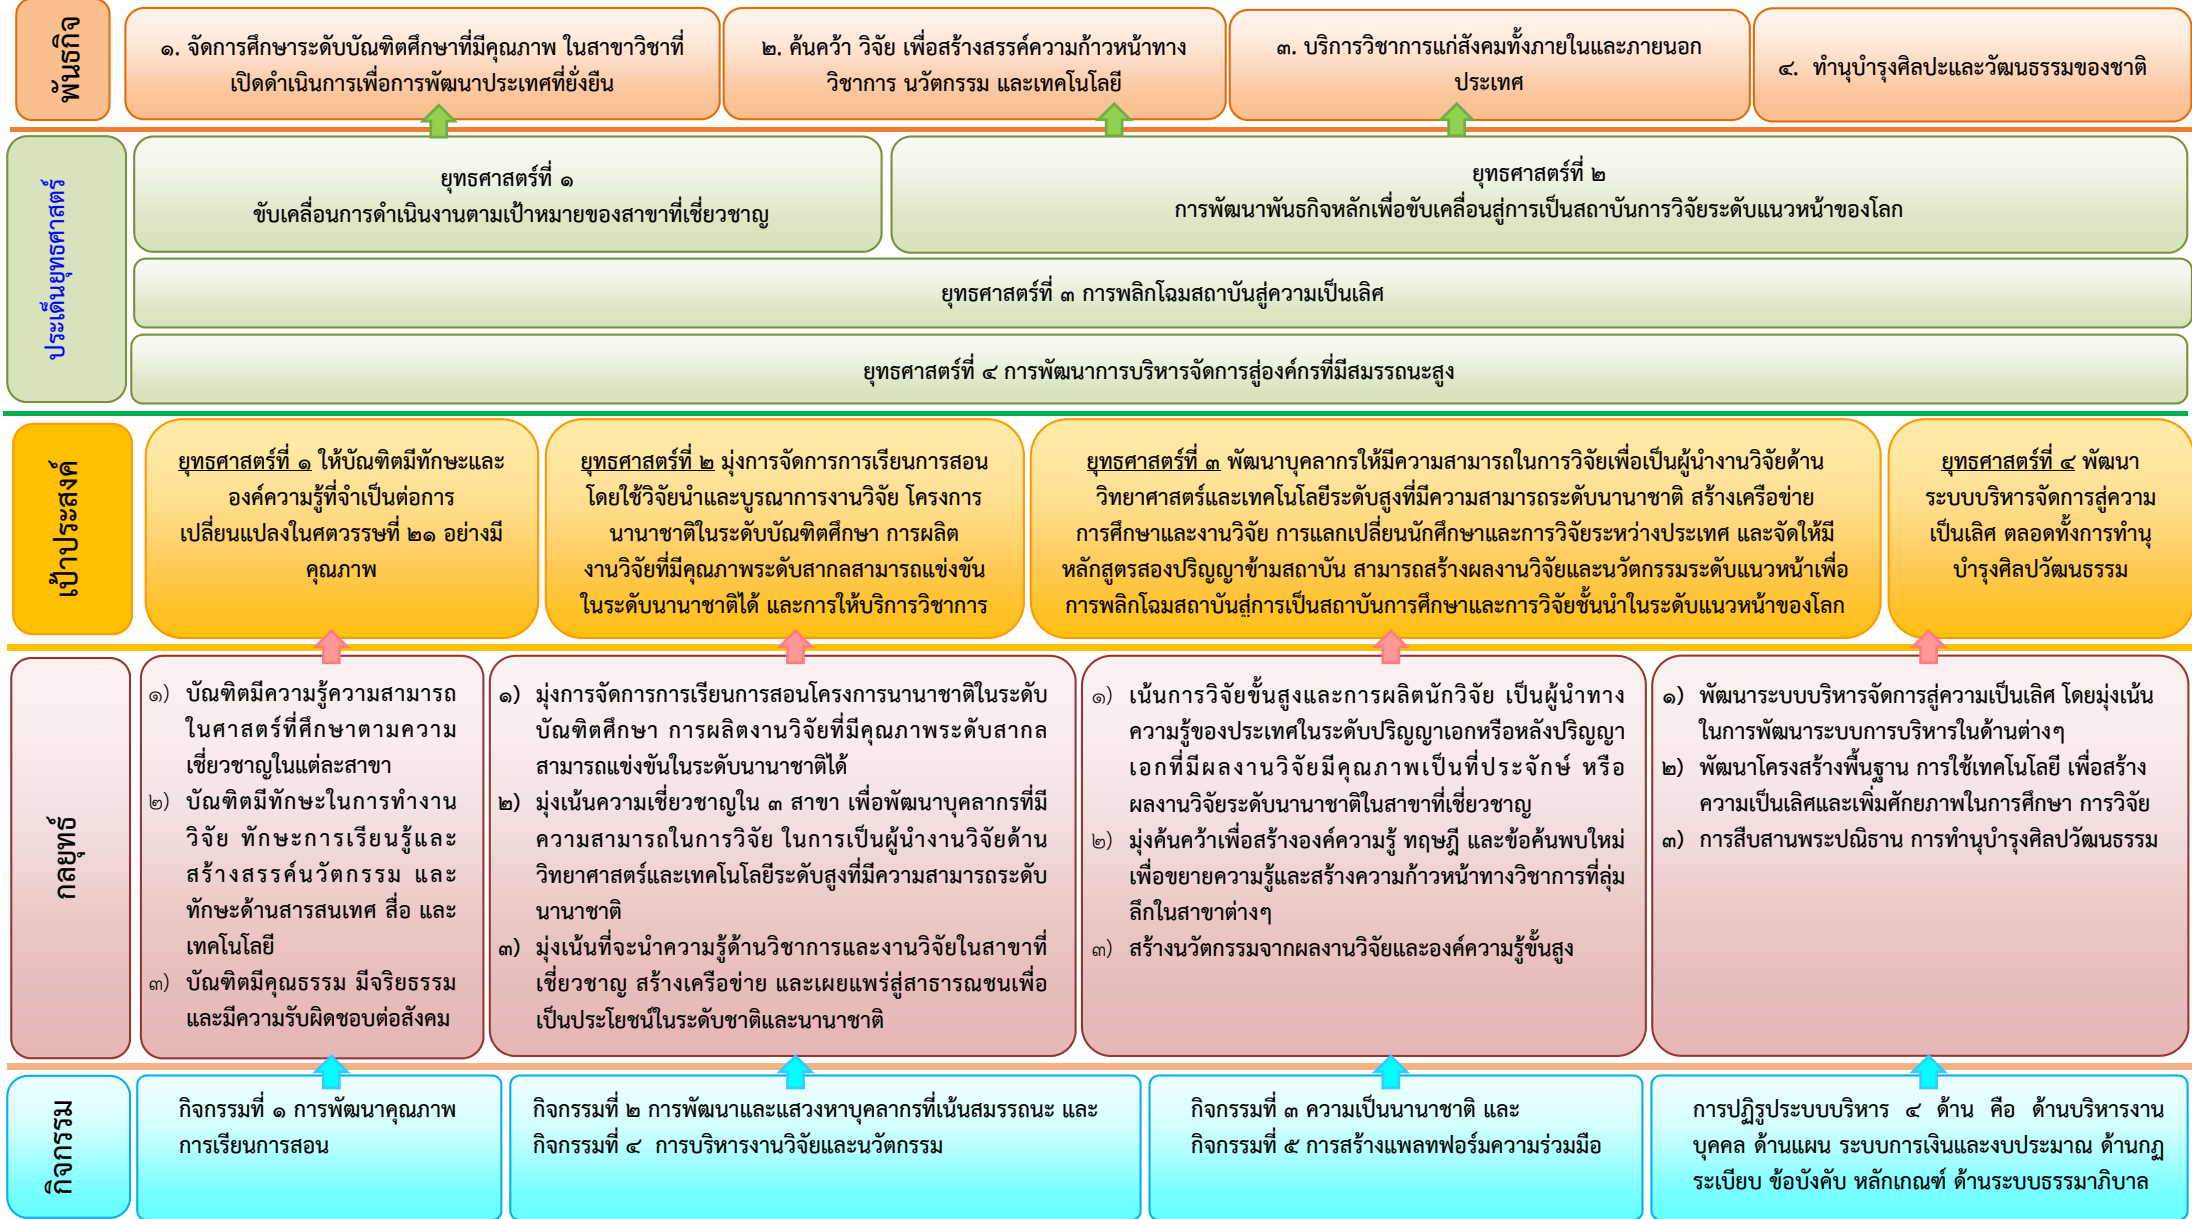 พันธกิจ
๑. จัดการศึกษาระดับบัณฑิตศึกษาที่มีคุณภาพ ในสาขาวิชาที่
เปิดดำเนินการเพื่อการพัฒนาประเทศที่ยั่งยืน
๒. ค้นคว้า วิจัย เพื่อสร้างสรรค์ความก้าวหน้าทาง
วิชาการ นวัตกรรม และเทคโนโลยี
๓. บริการวิชาการแก่สังคมทั้งภายในและภายนอก
ประเทศ
๔. ทำนุบำรุงศิลปะและวัฒนธรรมของชาติ
ประเด็นยุทธศาสตร์
ยุทธศาสตร์ที่ ๑
ขับเคลื่อนการดำเนินงานตามเป้าหมายของสาขาที่เชี่ยวชาญ
ยุทธศาสตร์ที่ ๒
การพัฒนาพันธกิจหลักเพื่อขับเคลื่อนสู่การเป็นสถาบันการวิจัยระดับแนวหน้าของโลก
ยุทธศาสตร์ที่ ๓ การพลิกโฉมสถาบันสู่ความเป็นเลิศ
ยุทธศาสตร์ที่ ๔ การพัฒนาการบริหารจัดการสู่องค์กรที่มีสมรรถนะสูง
เป้าประสงค์
ยุทธศาสตร์ที่ ๑ ให้บัณฑิตมีทักษะและ
องค์ความรู้ที่จำเป็นต่อการ
เปลี่ยนแปลงในศตวรรษที่ ๒๑ อย่างมี
คุณภาพ
ยุทธศาสตร์ที่ ๒ มุ่งการจัดการการเรียนการสอน
โดยใช้วิจัยนำและบูรณาการงานวิจัย โครงการ
นานาชาติในระดับบัณฑิตศึกษา การผลิต
งานวิจัยที่มีคุณภาพระดับสากลสามารถแข่งขัน
ในระดับนานาชาติได้ และการให้บริการวิชาการ
ยุทธศาสตร์ที่ ๓ พัฒนาบุคลากรให้มีความสามารถในการวิจัยเพื่อเป็นผู้นำงานวิจัยด้าน
วิทยาศาสตร์และเทคโนโลยีระดับสูงที่มีความสามารถระดับนานาชาติ สร้างเครือข่าย
การศึกษาและงานวิจัย การแลกเปลี่ยนนักศึกษาและการวิจัยระหว่างประเทศ และจัดให้มี
หลักสูตรสองปริญญาข้ามสถาบัน สามารถสร้างผลงานวิจัยและนวัตกรรมระดับแนวหน้าเพื่อ
การพลิกโฉมสถาบันสู่การเป็นสถาบันการศึกษาและการวิจัยชั้นนำในระดับแนวหน้าของโลก
ยุทธศาสตร์ที่ ๔ พัฒนา
ระบบบริหารจัดการสู่ความ
เป็นเลิศ ตลอดทั้งการทำนุ
บำรุงศิลปวัฒนธรรม
กลยุทธ์
๑) บัณฑิตมีความรู้ความสามารถ
ในศาสตร์ที่ศึกษาตามความ
เชี่ยวชาญในแต่ละสาขา
๒) บัณฑิตมีทักษะในการทำงาน
วิจัย ทักษะการเรียนรู้และ
สร้างสรรค์นวัตกรรม และ
ทักษะด้านสารสนเทศ สื่อ และ
เทคโนโลยี
๓) บัณฑิตมีคุณธรรม มีจริยธรรม
และมีความรับผิดชอบต่อสังคม
๑) มุ่งการจัดการการเรียนการสอนโครงการนานาชาติในระดับ
บัณฑิตศึกษา การผลิตงานวิจัยที่มีคุณภาพระดับสากล
สามารถแข่งขันในระดับนานาชาติได้
๒) มุ่งเน้นความเชี่ยวชาญใน ๓ สาขา เพื่อพัฒนาบุคลากรที่มี
ความสามารถในการวิจัย ในการเป็นผู้นำงานวิจัยด้าน
วิทยาศาสตร์และเทคโนโลยีระดับสูงที่มีความสามารถระดับ
นานาชาติ
๓) มุ่งเน้นที่จะนำความรู้ด้านวิชาการและงานวิจัยในสาขาที่
เชี่ยวชาญ สร้างเครือข่าย และเผยแพร่สู่สาธารณชนเพื่อ
เป็นประโยชน์ในระดับชาติและนานาชาติ
๑) เน้นการวิจัยขั้นสูงและการผลิตนักวิจัย เป็นผู้นำทาง
ความรู้ของประเทศในระดับปริญญาเอกหรือหลังปริญญา
เอกที่มีผลงานวิจัยมีคุณภาพเป็นที่ประจักษ์ หรือ
ผลงานวิจัยระดับนานาชาติในสาขาที่เชี่ยวชาญ
๒) มุ่งค้นคว้าเพื่อสร้างองค์ความรู้ ทฤษฎี และข้อค้นพบใหม่
เพื่อขยายความรู้และสร้างความก้าวหน้าทางวิชาการที่ลุ่ม
ลึกในสาขาต่างๆ
๓) สร้างนวัตกรรมจากผลงานวิจัยและองค์ความรู้ขั้นสูง
๑) พัฒนาระบบบริหารจัดการสู่ความเป็นเลิศ โดยมุ่งเน้น
ในการพัฒนาระบบการบริหารในด้านต่างๆ
๒) พัฒนาโครงสร้างพื้นฐาน การใช้เทคโนโลยี เพื่อสร้าง
ความเป็นเลิศและเพิ่มศักยภาพในการศึกษา การวิจัย
๓) การสืบสานพระปณิธาน การทำนุบำรุงศิลปวัฒนธรรม
กิจกรรม
กิจกรรมที่ ๑ การพัฒนาคุณภาพ
การเรียนการสอน
กิจกรรมที่ ๒ การพัฒนาและแสวงหาบุคลากรที่เน้นสมรรถนะ และ
กิจกรรมที่ ๔ การบริหารงานวิจัยและนวัตกรรม
กิจกรรมที่ ๓ ความเป็นนานาชาติ และ
กิจกรรมที่ ๕ การสร้างแพลทฟอร์มความร่วมมือ
การปฏิรูประบบบริหาร ๔ ด้าน คือ ด้านบริหารงาน
บุคคล ด้านแผน ระบบการเงินและงบประมาณ ด้านกฏ
ระเบียบ ข้อบังคับ หลักเกณฑ์ ด้านระบบธรรมาภิบาล